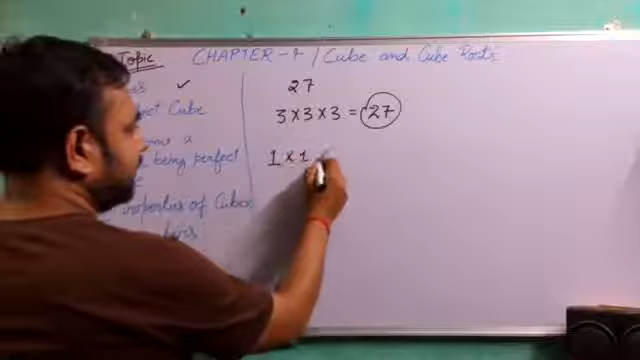 Topic
CHAPTER-7 / Cube and Cube Roots
Cube
being perfect
Properties of Cube
27
3 × 3 × 3 = 27
1 × 1